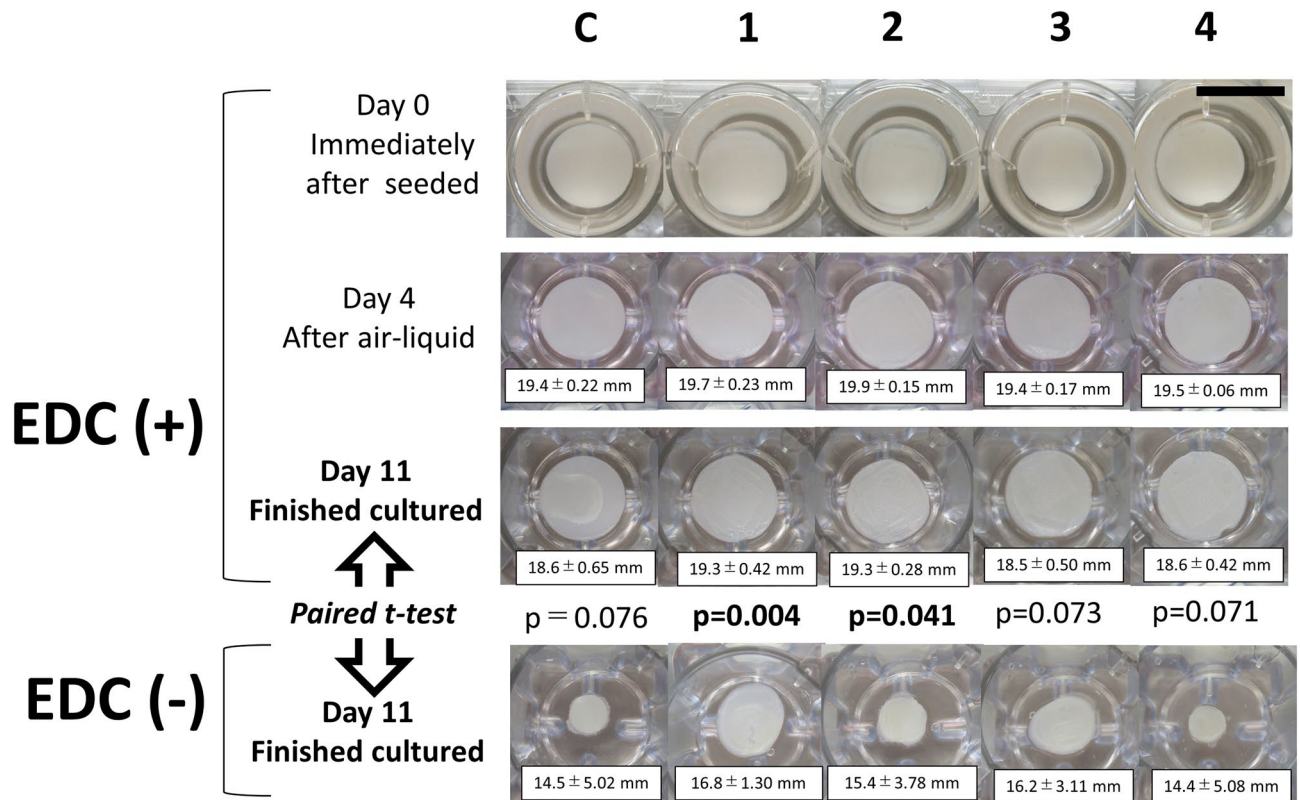 C 1 2 3 4
Day 0
Immediately
after seeded
Day 4
After air-liquid
19.4±0.22 mm 19.7±0.23 mm 19.9±0.15 mm 19.4±0.17 mm 19.5±0.06 mm
EDC (+)
Day 11
Finished cultured
18.6±0.65 mm 19.3±0.42 mm 19.3±0.28 mm 18.5±0.50 mm 18.6±0.42 mm
Paired t-test p=0.076 p=0.004 p=0.041 p=0.073 p=0.071
EDC (-)
Day 11
Finished cultured
14.5±5.02 mm 16.8±1.30 mm 15.4±3.78 mm 16.2±3.11 mm 14.4±5.08 mm